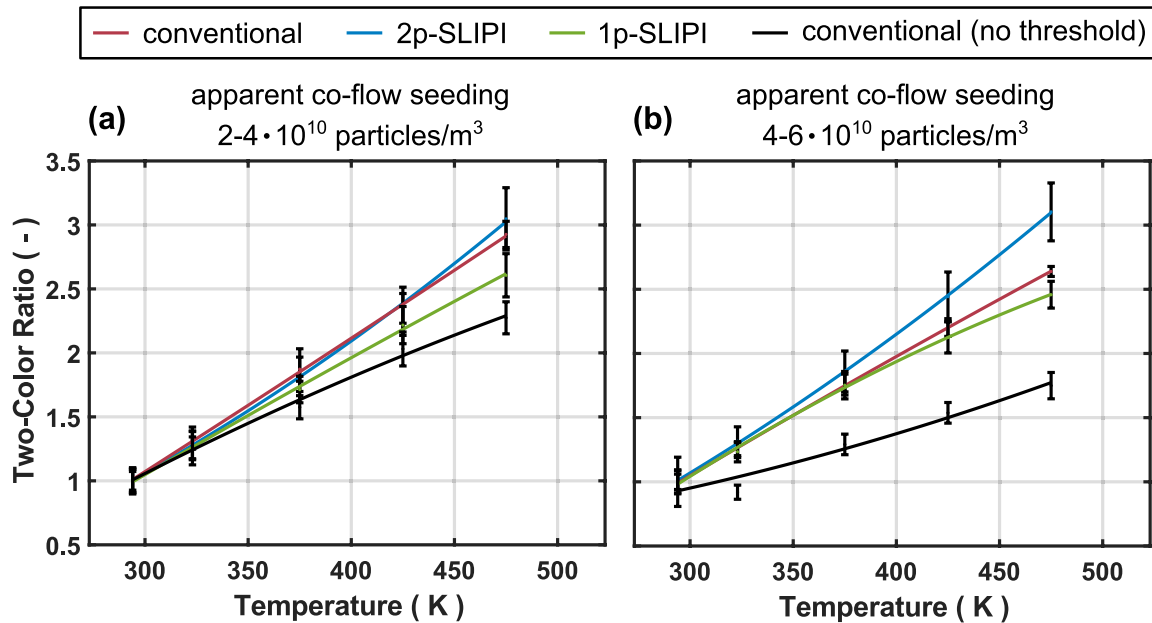 conventional 2p-SLIPI 1p-SLIPI conventional (no threshold)
(a) apparent co-flow seeding
2-4·10¹⁰ particles/m³
(b) apparent co-flow seeding
4-6·10¹⁰ particles/m³
Two-Color Ratio ( - )
3.5
3
2.5
2
1.5
1
0.5
300 350 400 450 500
Temperature ( K )
300 350 400 450 500
Temperature ( K )